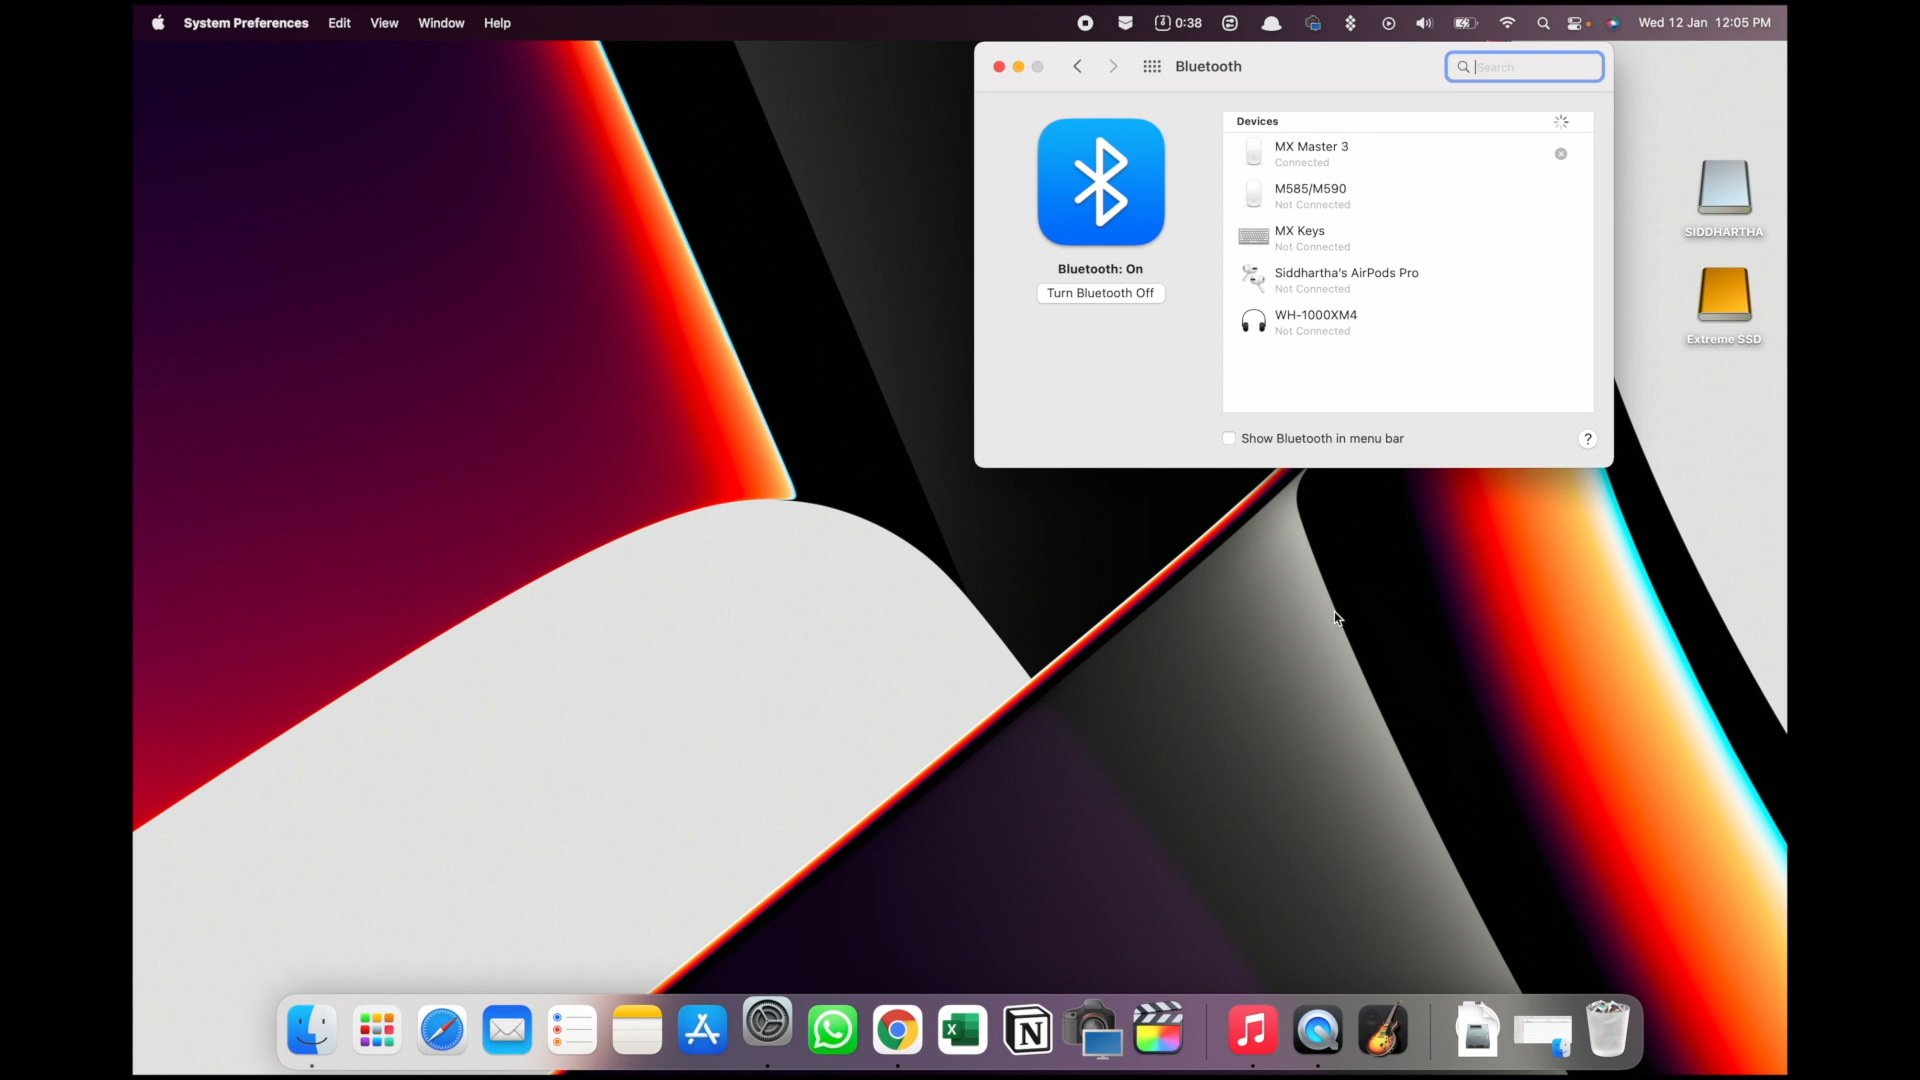 System Preferences Edit View Window Help 0:38 Wed 12 Jan 12:05 PM
Bluetooth
Search
Devices
MX Master 3
Connected
M585/M590
Not Connected
MX Keys
Not Connected
Siddhartha's AirPods Pro
Not Connected
WH-1000XM4
Not Connected
Bluetooth: On
Turn Bluetooth Off
Show Bluetooth in menu bar
?
SIDDHARTHA
Extreme SSD